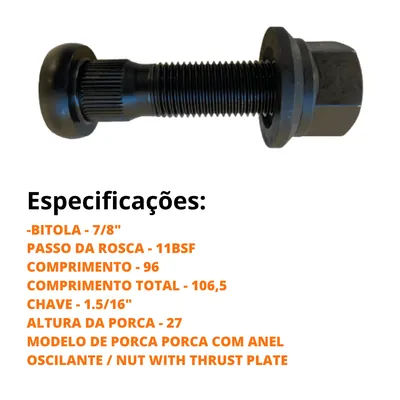 Especificações:
-BITOLA - 7/8"
PASSO DA ROSCA - 11BSF
COMPRIMENTO - 96
COMPRIMENTO TOTAL - 106,5
CHAVE - 1.5/16"
ALTURA DA PORCA - 27
MODELO DE PORCA PORCA COM ANEL
OSCILANTE / NUT WITH THRUST PLATE